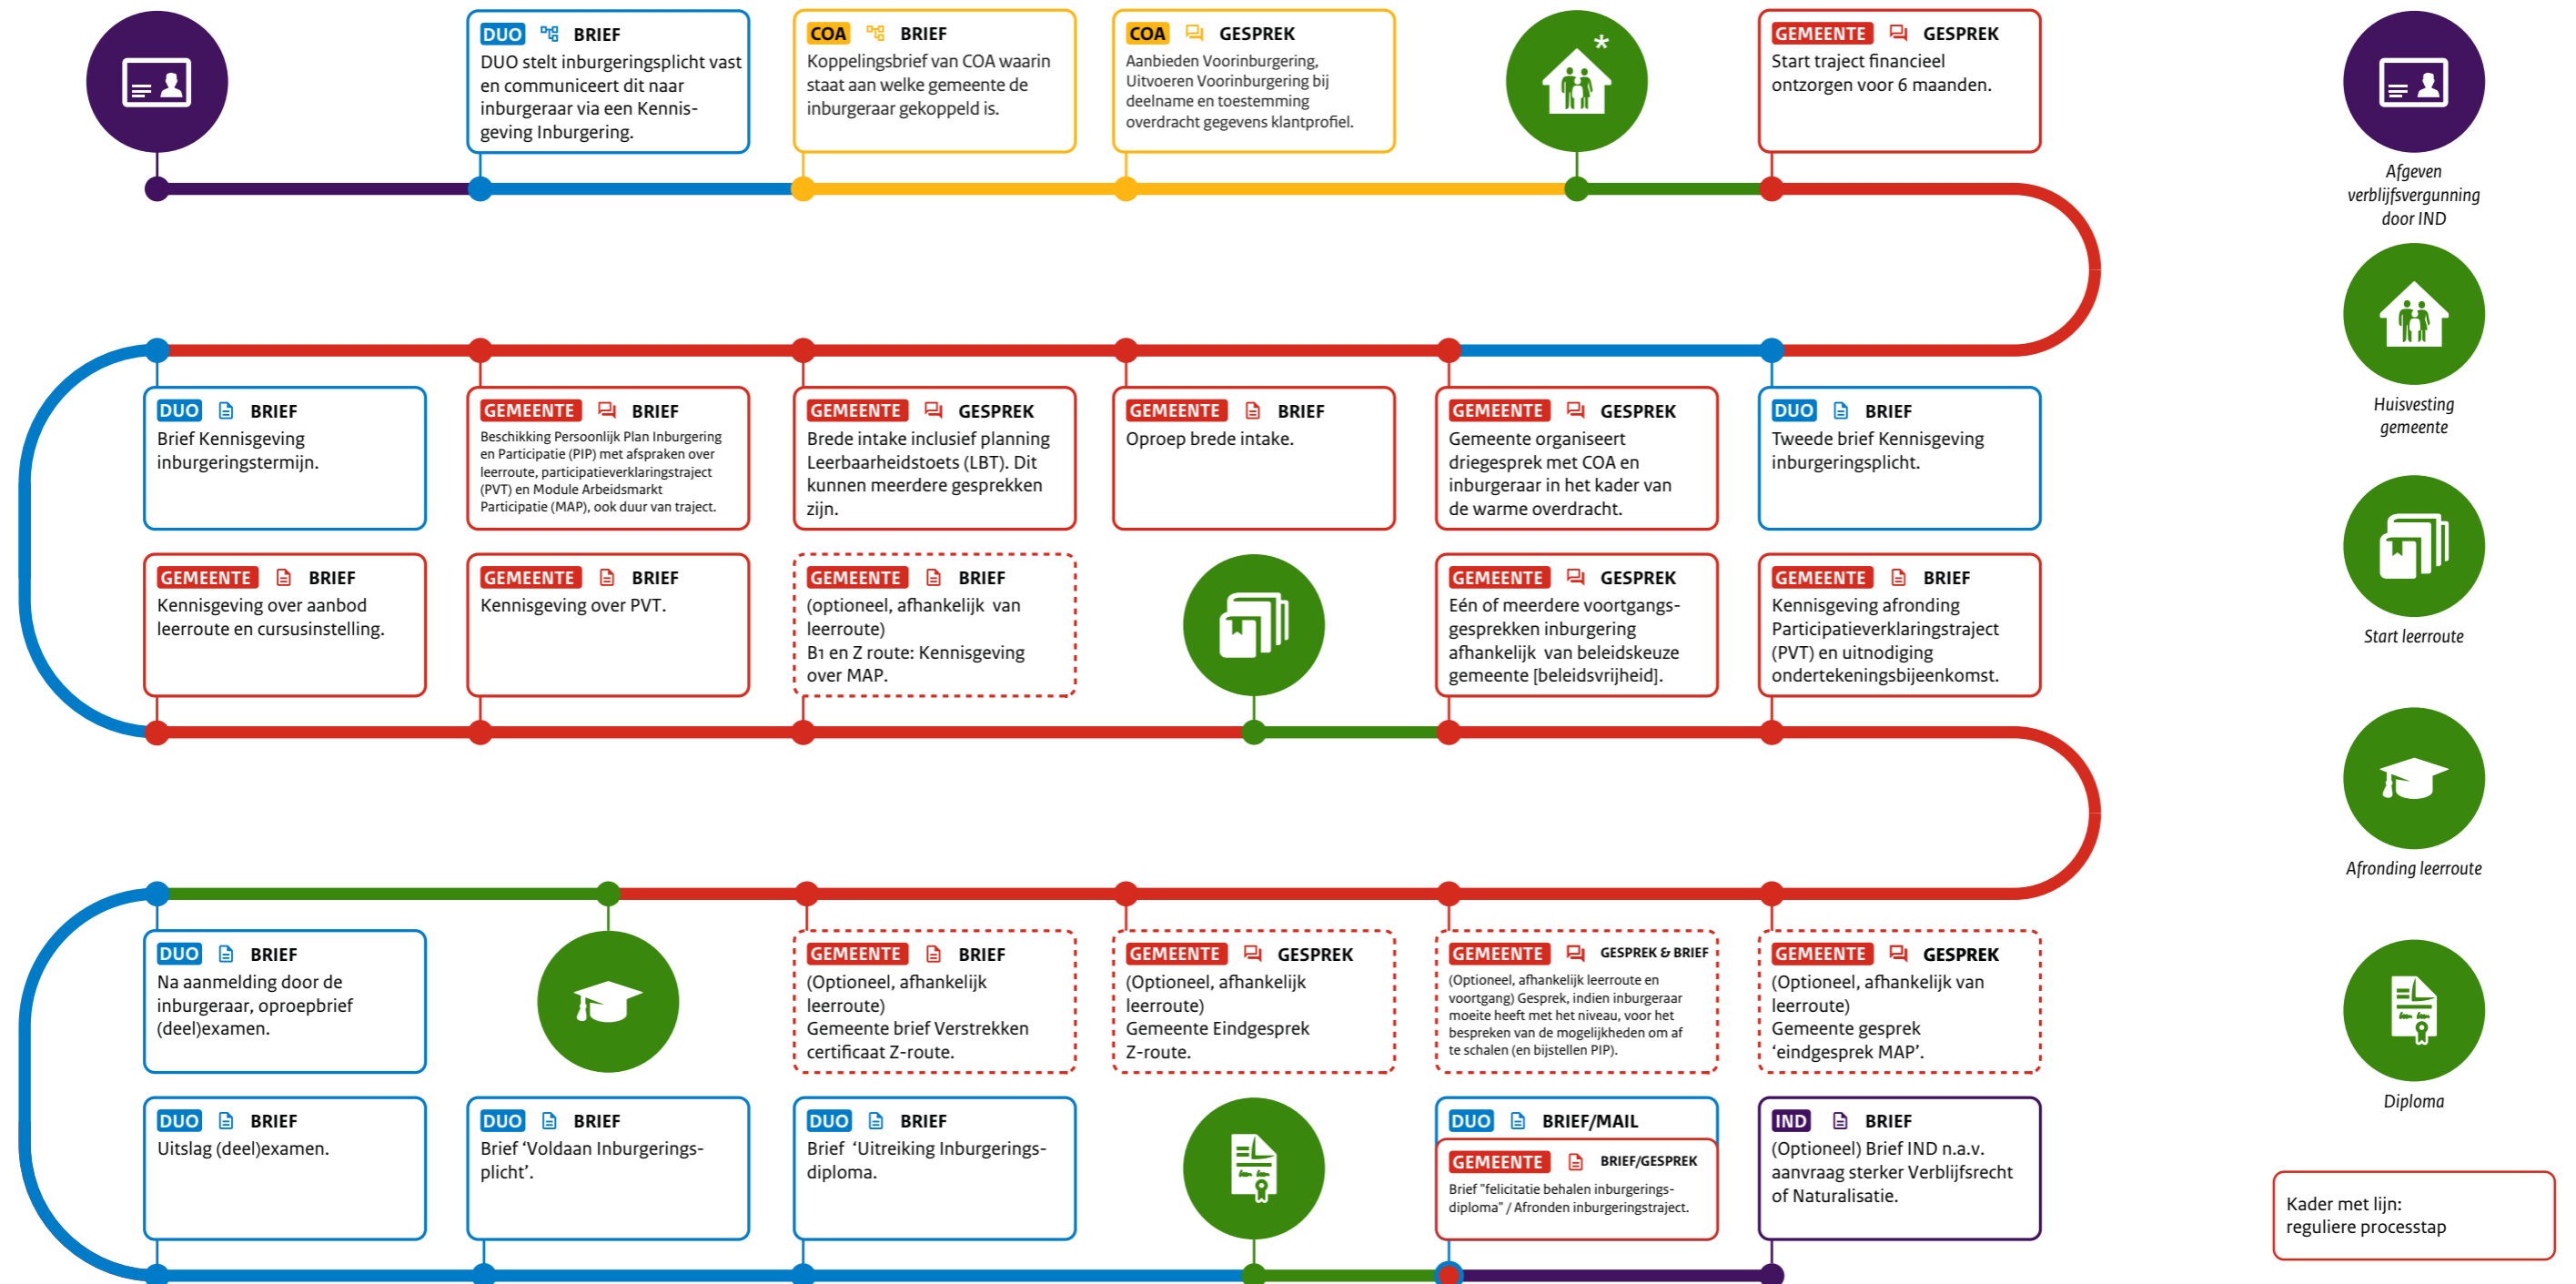 DUO BRIEF
DUO stelt inburgeringsplicht vast
en communiceert dit naar
inburgeraar via een Kennis-
geving Inburgering.
COA BRIEF
Koppelingsbrief van COA waarin
staat aan welke gemeente de
inburgeraar gekoppeld is.
COA GESPREK
Aanbieden Voorinburgering,
Uitvoeren Voorinburgering bij
deelname en toestemming
overdracht gegevens klantprofiel.
*
GEMEENTE GESPREK
Start traject financieel
ontzorgen voor 6 maanden.
DUO BRIEF
Brief Kennisgeving
inburgeringstermijn.
GEMEENTE BRIEF
Beschikking Persoonlijk Plan Inburgering
en Participatie (PIP) met afspraken over
leerroute, participatieverklaringstraject
(PVT) en Module Arbeidsmarkt
Participatie (MAP), ook duur van traject.
GEMEENTE GESPREK
Brede intake inclusief planning
Leerbaarheidstoets (LBT). Dit
kunnen meerdere gesprekken
zijn.
GEMEENTE BRIEF
Oproep brede intake.
GEMEENTE GESPREK
Gemeente organiseert
driegesprek met COA en
inburgeraar in het kader van
de warme overdracht.
DUO BRIEF
Tweede brief Kennisgeving
inburgeringsplicht.
GEMEENTE BRIEF
Kennisgeving over aanbod
leerroute en cursusinstelling.
GEMEENTE BRIEF
Kennisgeving over PVT.
GEMEENTE BRIEF
(optioneel, afhankelijk van
leerroute)
B1 en Z route: Kennisgeving
over MAP.
GEMEENTE GESPREK
Eén of meerdere voortgangs-
gesprekken inburgering
afhankelijk van beleidskeuze
gemeente [beleidsvrijheid].
GEMEENTE BRIEF
Kennisgeving afronding
Participatieverklaringstraject
(PVT) en uitnodiging
ondertekeningsbijeenkomst.
DUO BRIEF
Na aanmelding door de
inburgeraar, oproepbrief
(deel)examen.
GEMEENTE BRIEF
(Optioneel, afhankelijk
leerroute)
Gemeente brief Verstrekken
certificaat Z-route.
GEMEENTE GESPREK
(Optioneel, afhankelijk
leerroute)
Gemeente Eindgesprek
Z-route.
GEMEENTE GESPREK & BRIEF
(Optioneel, afhankelijk leerroute en
voortgang) Gesprek, indien inburgeraar
moeite heeft met het niveau, voor het
bespreken van de mogelijkheden om af
te schalen (en bijstellen PIP).
GEMEENTE GESPREK
(Optioneel, afhankelijk van
leerroute)
Gemeente gesprek
‘eindgesprek MAP’.
DUO BRIEF
Uitslag (deel)examen.
DUO BRIEF
Brief ‘Voldaan Inburgerings-
plicht’.
DUO BRIEF
Brief ‘Uitreiking Inburgerings-
diploma.
DUO BRIEF/MAIL
GEMEENTE BRIEF/GESPREK
Brief "felicitatie behalen inburgerings-
diploma" / Afronden inburgeringstraject.
IND BRIEF
(Optioneel) Brief IND n.a.v.
aanvraag sterker Verblijfsrecht
of Naturalisatie.
Afgeven
verblijfsvergunning
door IND
Huisvesting
gemeente
Start leerroute
Afronding leerroute
Diploma
Kader met lijn:
reguliere processtap